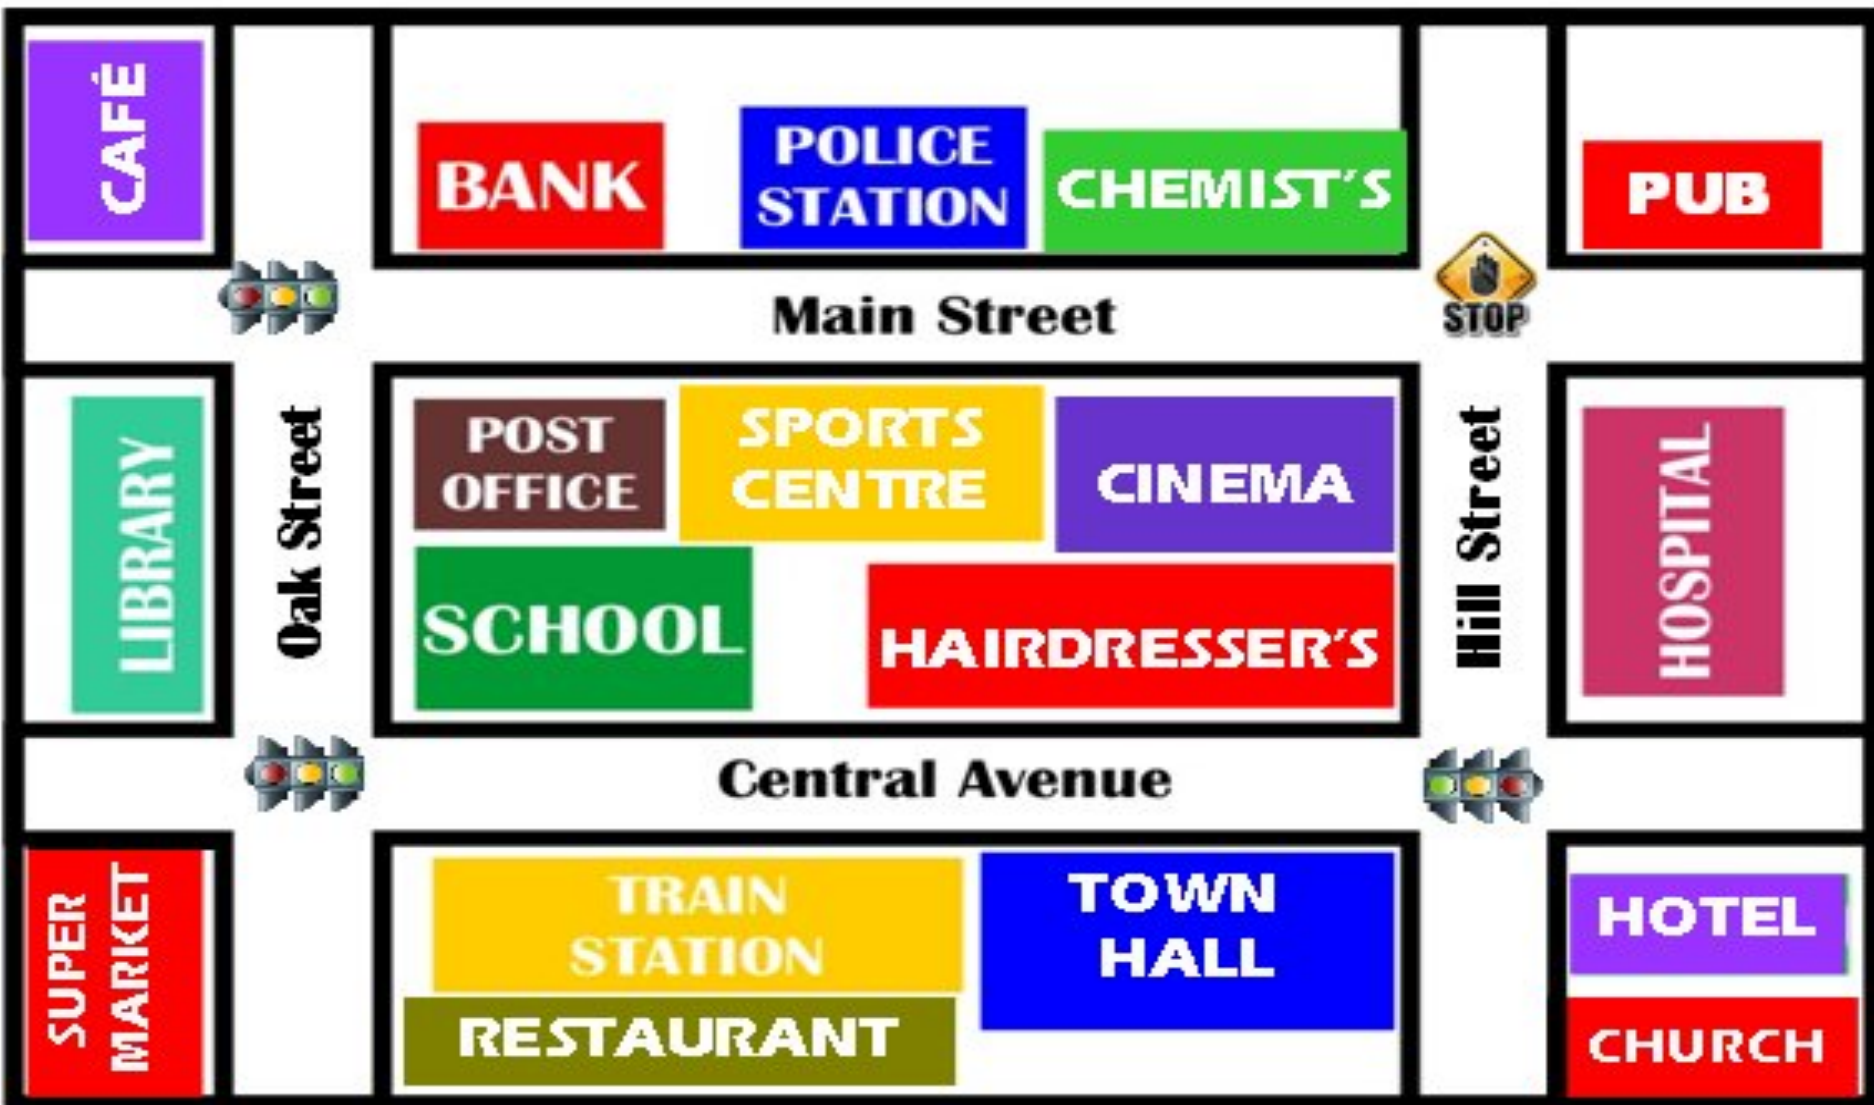 CAFÉ
BANK
POLICE
STATION
CHEMIST'S
PUB
Main Street
STOP
LIBRARY
Oak Street
POST
OFFICE
SPORTS
CENTRE
CINEMA
SCHOOL
HAIRDRESSER'S
Hill Street
HOSPITAL
Central Avenue
SUPER
MARKET
TRAIN
STATION
RESTAURANT
TOWN
HALL
HOTEL
CHURCH